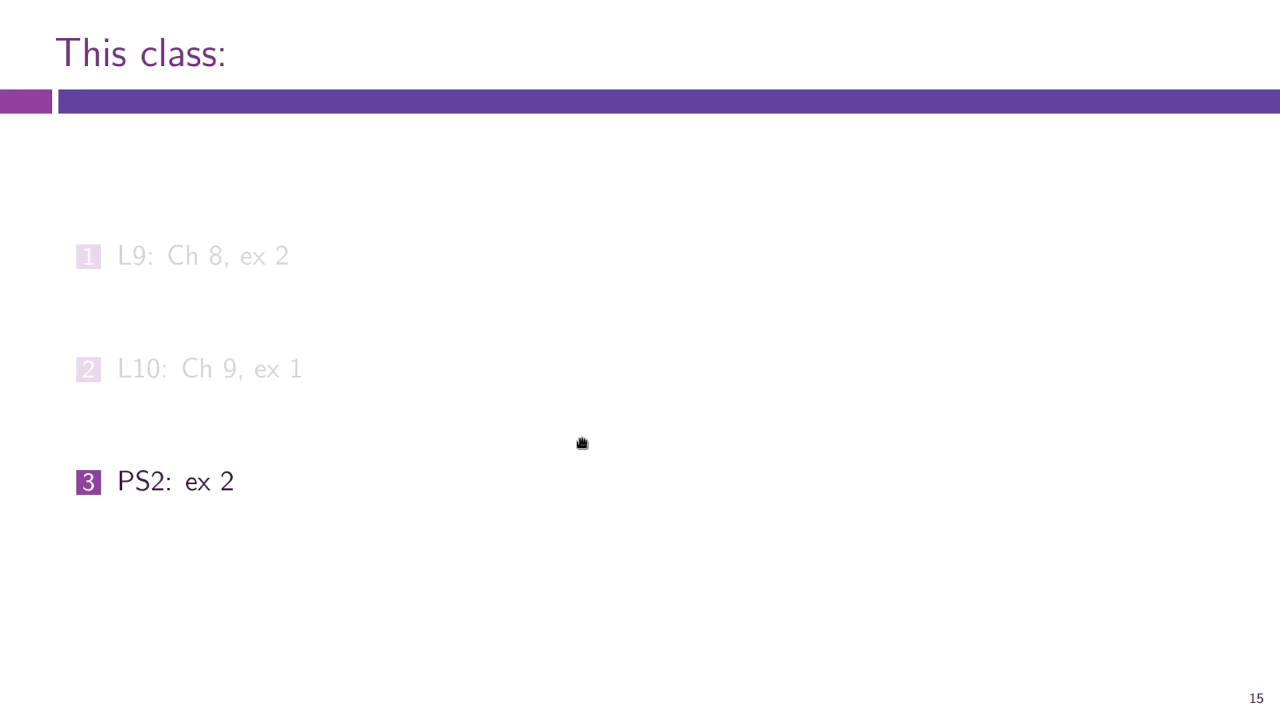 This class:
1 L9: Ch 8, ex 2
2 L10: Ch 9, ex 1
3 PS2: ex 2
15